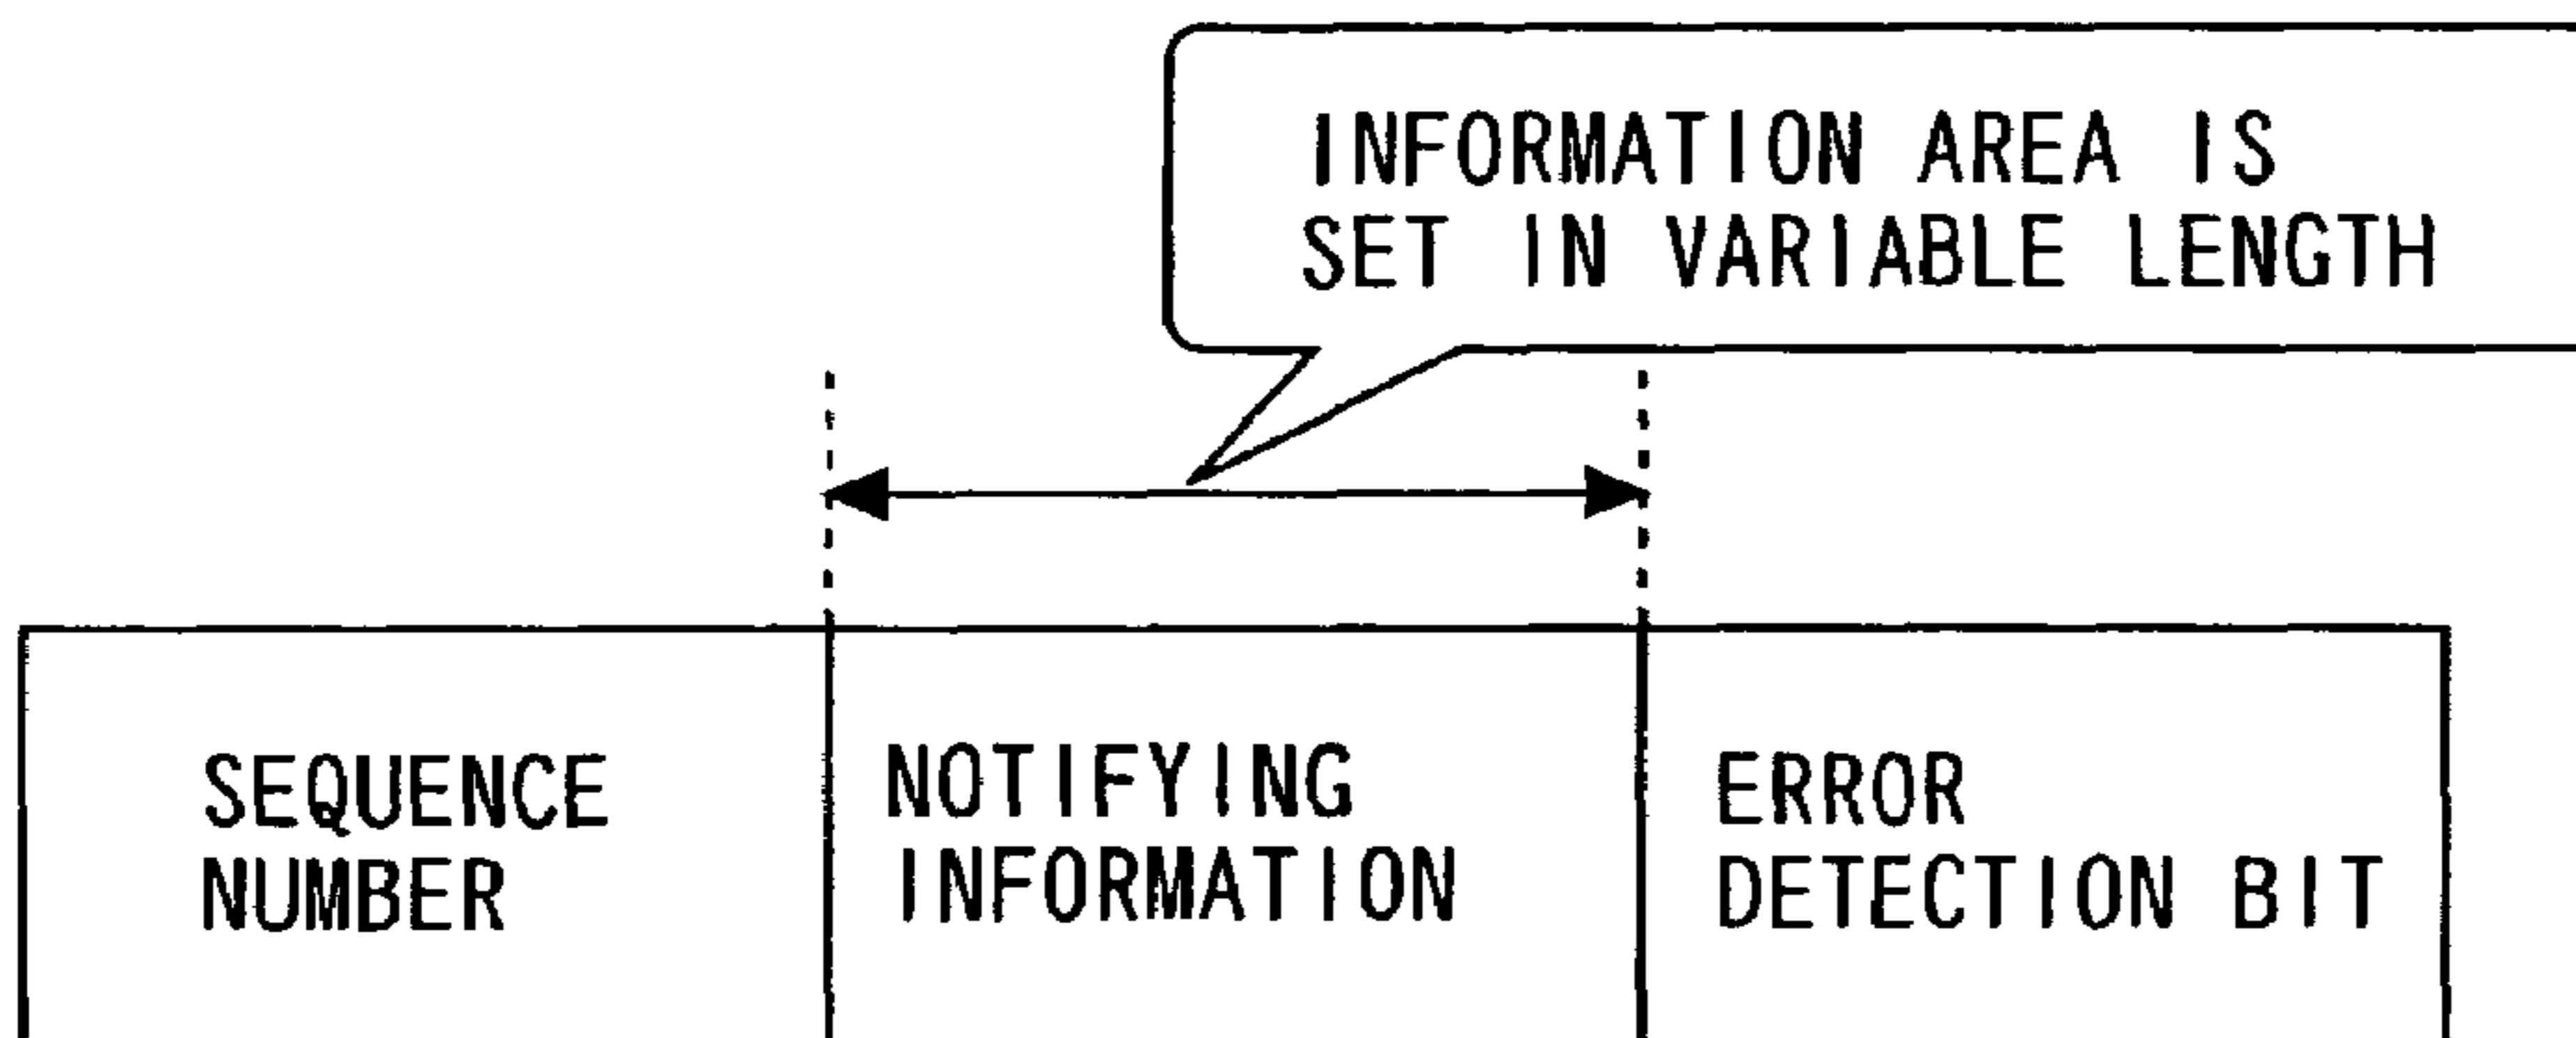 INFORMATION AREA IS
SET IN VARIABLE LENGTH
SEQUENCE
NUMBER
NOTIFYING
INFORMATION
ERROR
DETECTION BIT